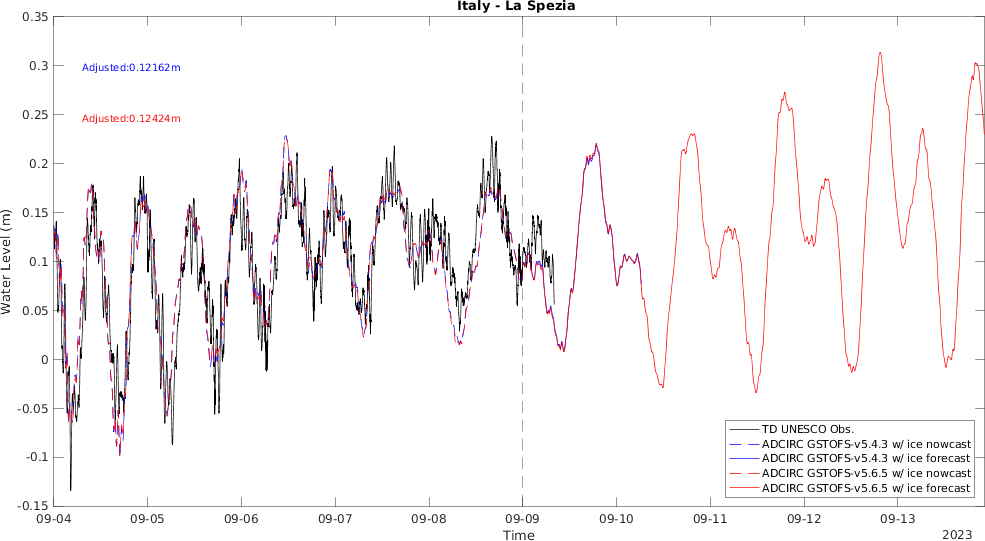 Italy - La Spezia
0.35
0.3
0.25
0.2
0.15
0.1
0.05
0
-0.05
-0.1
-0.15
Water Level (m)
Adjusted:0.12162m
Adjusted:0.12424m
TD UNESCO Obs.
ADCIRC GSTOFS-v5.4.3 w/ ice nowcast
ADCIRC GSTOFS-v5.4.3 w/ ice forecast
ADCIRC GSTOFS-v5.6.5 w/ ice nowcast
ADCIRC GSTOFS-v5.6.5 w/ ice forecast
09-04 09-05 09-06 09-07 09-08 09-09 09-10 09-11 09-12 09-13
Time
2023